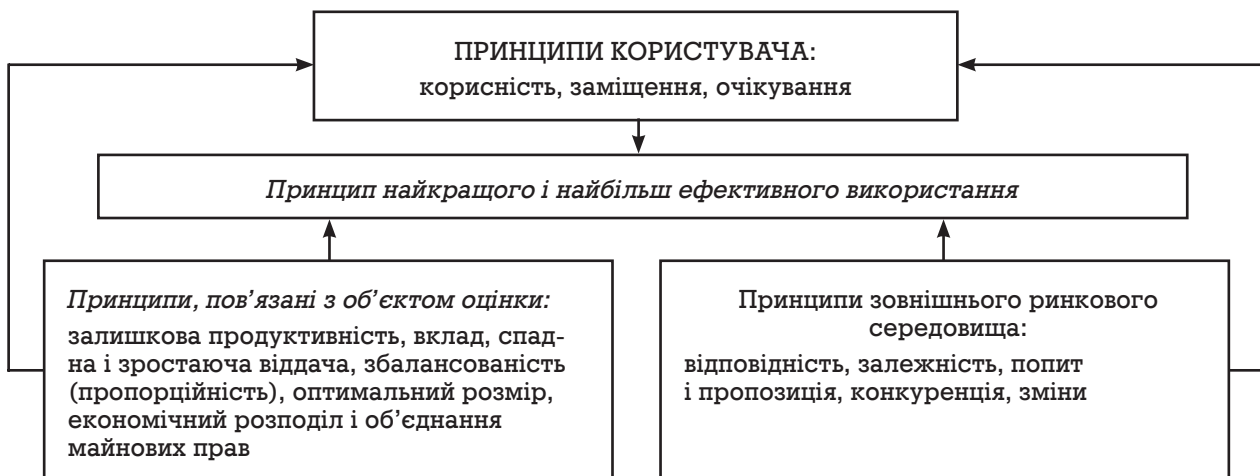 ПРИНЦИПИ КОРИСТУВАЧА:
корисність, заміщення, очікування
Принцип найкращого і найбільш ефективного використання
Принципи, пов’язані з об’єктом оцінки:
залишкова продуктивність, вклад, спад-
на і зростаюча віддача, збалансованість
(пропорційність), оптимальний розмір,
економічний розподіл і об’єднання
майнових прав
Принципи зовнішнього ринкового
середовища:
відповідність, залежність, попит
і пропозиція, конкуренція, зміни